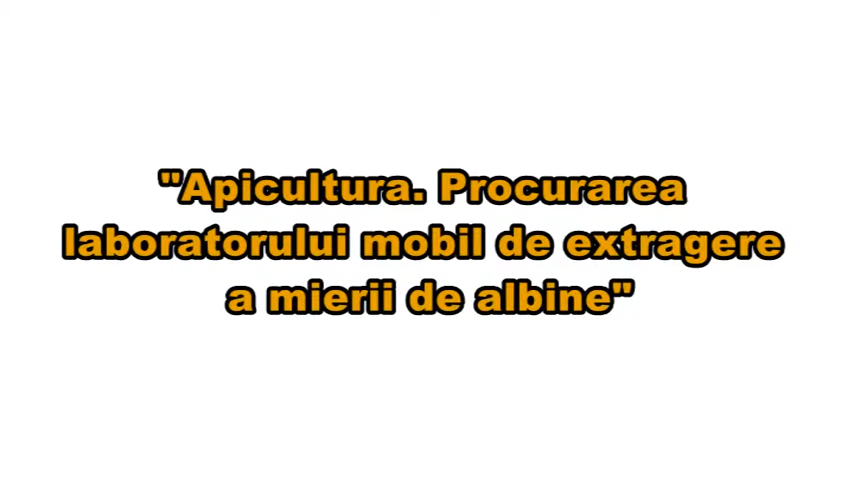 "Apicultura. Procurarea
laboratorului mobil de extragere
a mierii de albine"